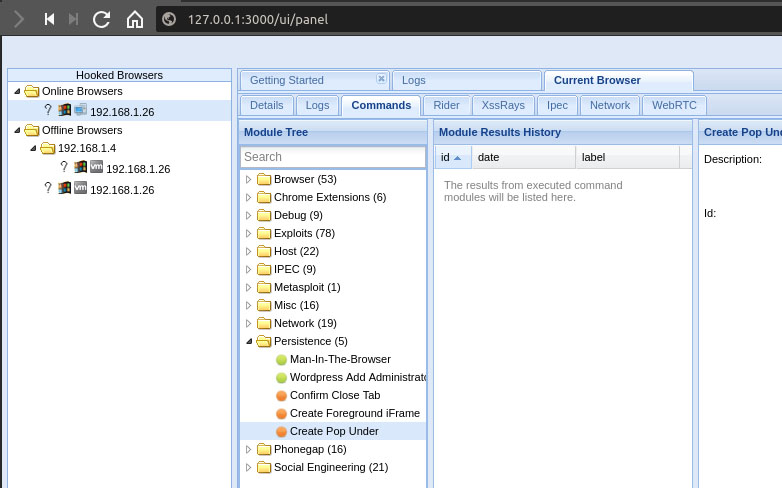 127.0.0.1:3000/ui/panel
Hooked Browsers
Online Browsers
? 192.168.1.26
Offline Browsers
192.168.1.4
? vm 192.168.1.26
? vm 192.168.1.26
Getting Started
Logs
Current Browser
Details
Logs
Commands
Rider
XssRays
Ipec
Network
WebRTC
Module Tree
Search
Browser (53)
Chrome Extensions (6)
Debug (9)
Exploits (78)
Host (22)
IPEC (9)
Metasploit (1)
Misc (16)
Network (19)
Persistence (5)
Man-In-The-Browser
Wordpress Add Administrato
Confirm Close Tab
Create Foreground iFrame
Create Pop Under
Phonegap (16)
Social Engineering (21)
Module Results History
id
date
label
The results from executed command
modules will be listed here.
Create Pop Und
Description:
Id: